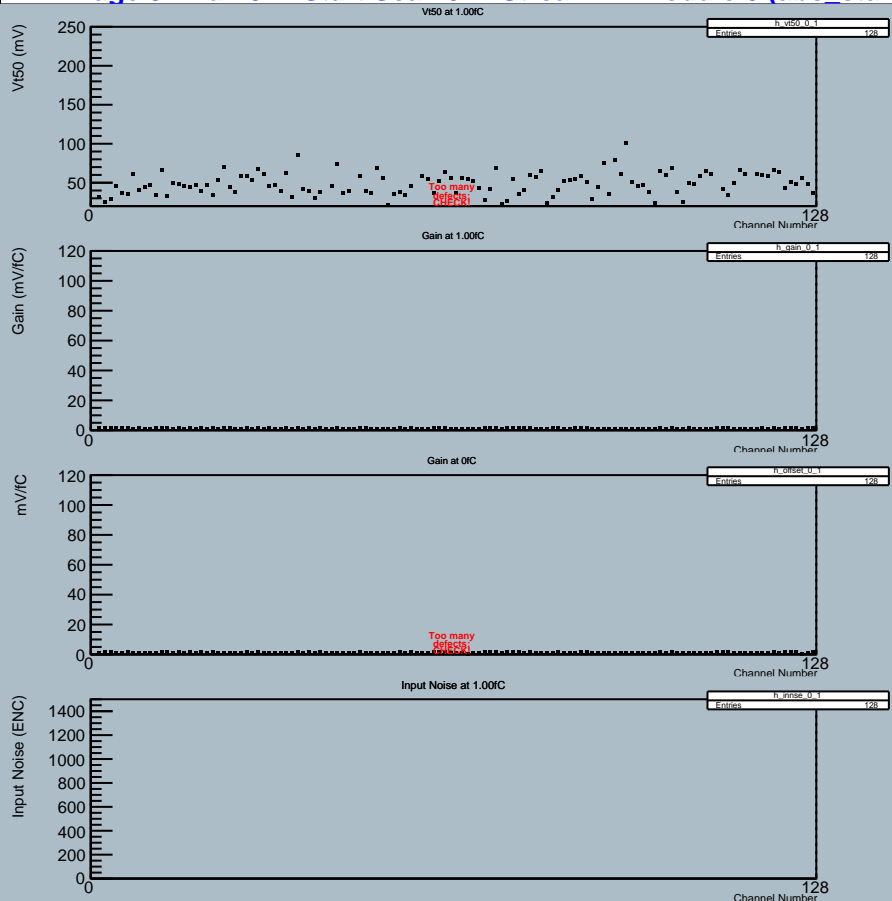 Vt50 at 1.00fC
h_vt50_0_1
Entries 128
Vt50 (mV)
250
200
150
100
50
Too many
defects:
CHECK!
0
128
Channel Number
Gain at 1.00fC
h_gain_0_1
Entries 128
Gain (mV/fC)
120
100
80
60
40
20
0
0
128
Channel Number
Gain at 0fC
h_offset_0_1
Entries 128
mV/fC
120
100
80
60
40
20
0
Too many
defects:
CHECK!
0
128
Channel Number
Input Noise at 1.00fC
h_innse_0_1
Entries 128
Input Noise (ENC)
1400
1200
1000
800
600
400
200
0
0
128
Channel Number